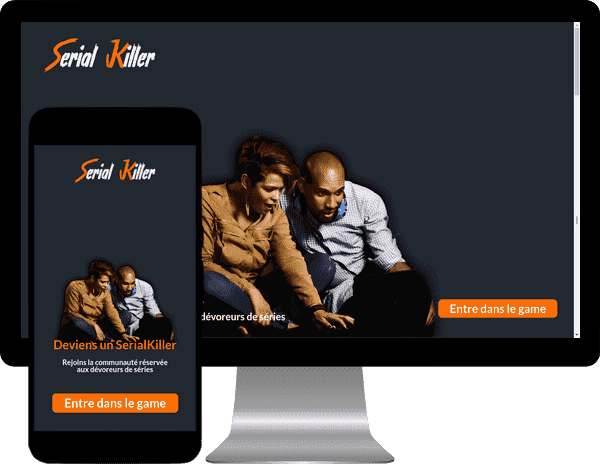 Serial Killer
dévoreurs de séries
Entre dans le game
Serial Killer
Deviens un SerialKiller
Rejoins la communauté réservée
aux dévoreurs de séries
Entre dans le game